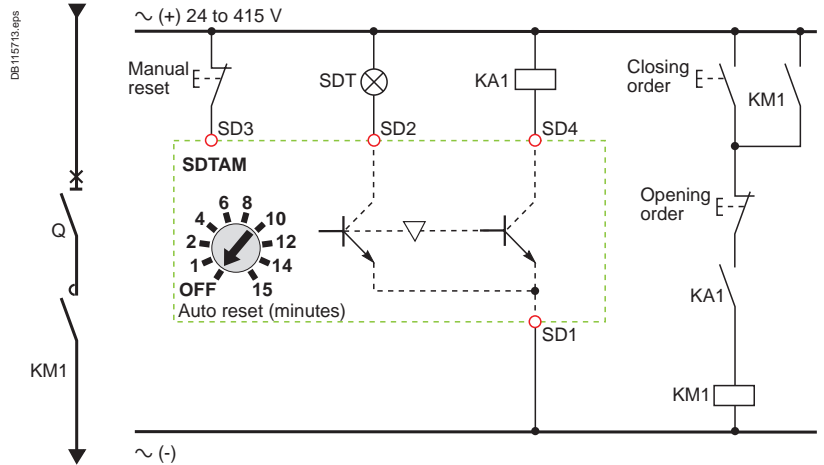 DB115713.eps
∼ (+) 24 to 415 V
Manual
reset
SDT
KA1
Closing
order
KM1
SD3
SD2
SD4
SDTAM
Q
6 8
4 10
2 12
1 14
OFF 15
Auto reset (minutes)
Opening
order
KA1
SD1
KM1
KM1
∼ (-)